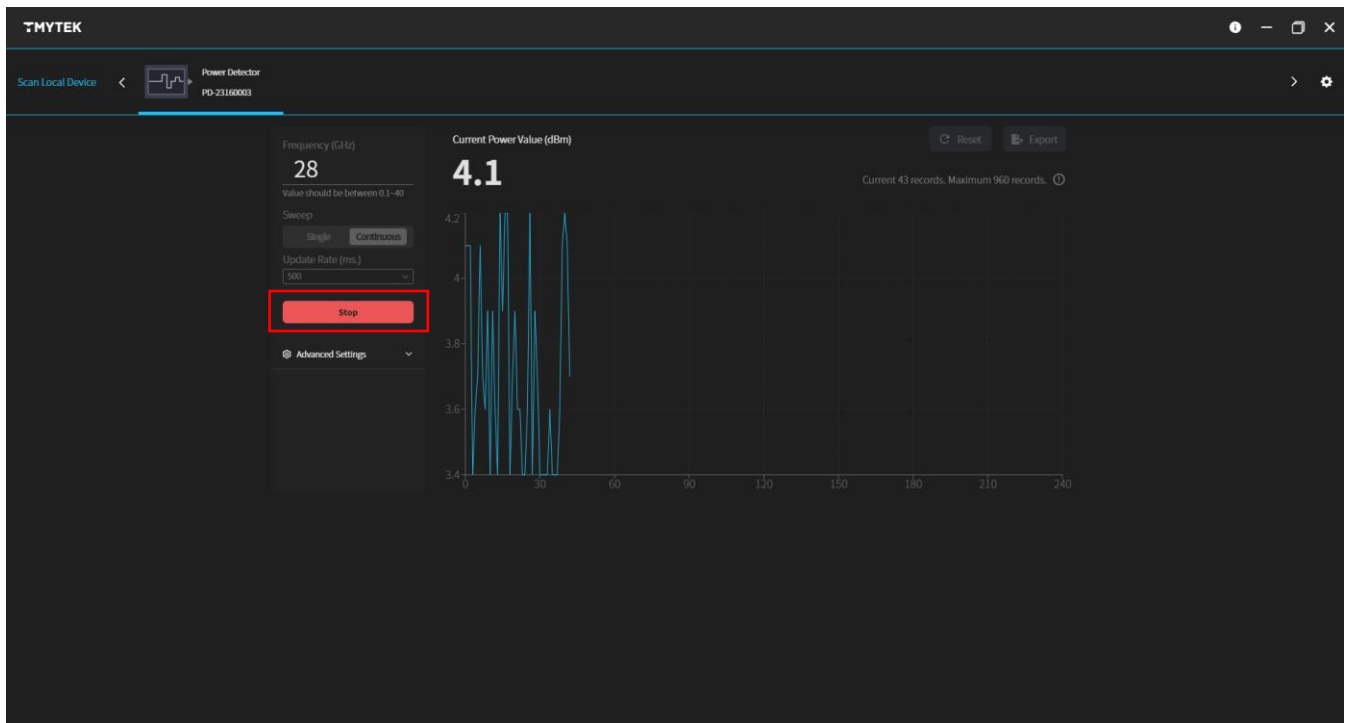 TMYTEK
Scan Local Device
Power Detector
PD-23160003
Frequency (GHz)
28
Value should be between 0.1~40
Sweep
Single Continuous
Update Rate (ms.)
500
Stop
Advanced Settings
Current Power Value (dBm)
4.1
Reset Export
Current 43 records. Maximum 960 records.
4.2
4
3.8
3.6
3.4
0 30 60 90 120 150 180 210 240